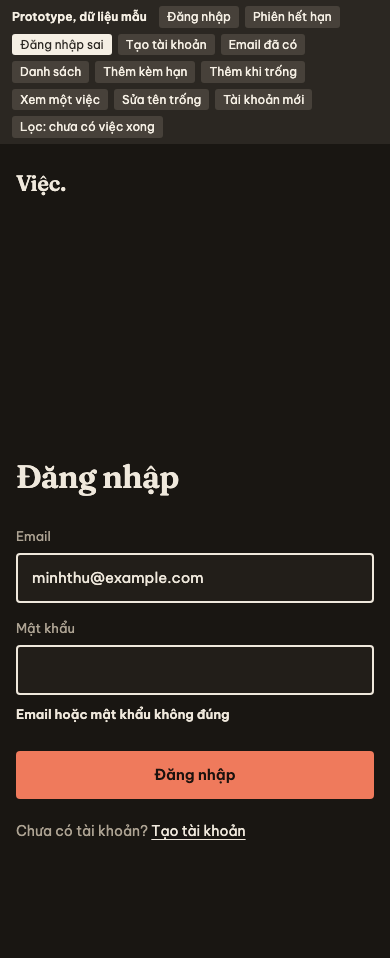 Prototype, dữ liệu mẫu Đăng nhập Phiên hết hạn
Đăng nhập sai Tạo tài khoản Email đã có
Danh sách Thêm kèm hạn Thêm khi trống
Xem một việc Sửa tên trống Tài khoản mới
Lọc: chưa có việc xong
Việc.
Đăng nhập
Email
minhthu@example.com
Mật khẩu
Email hoặc mật khẩu không đúng
Đăng nhập
Chưa có tài khoản? Tạo tài khoản